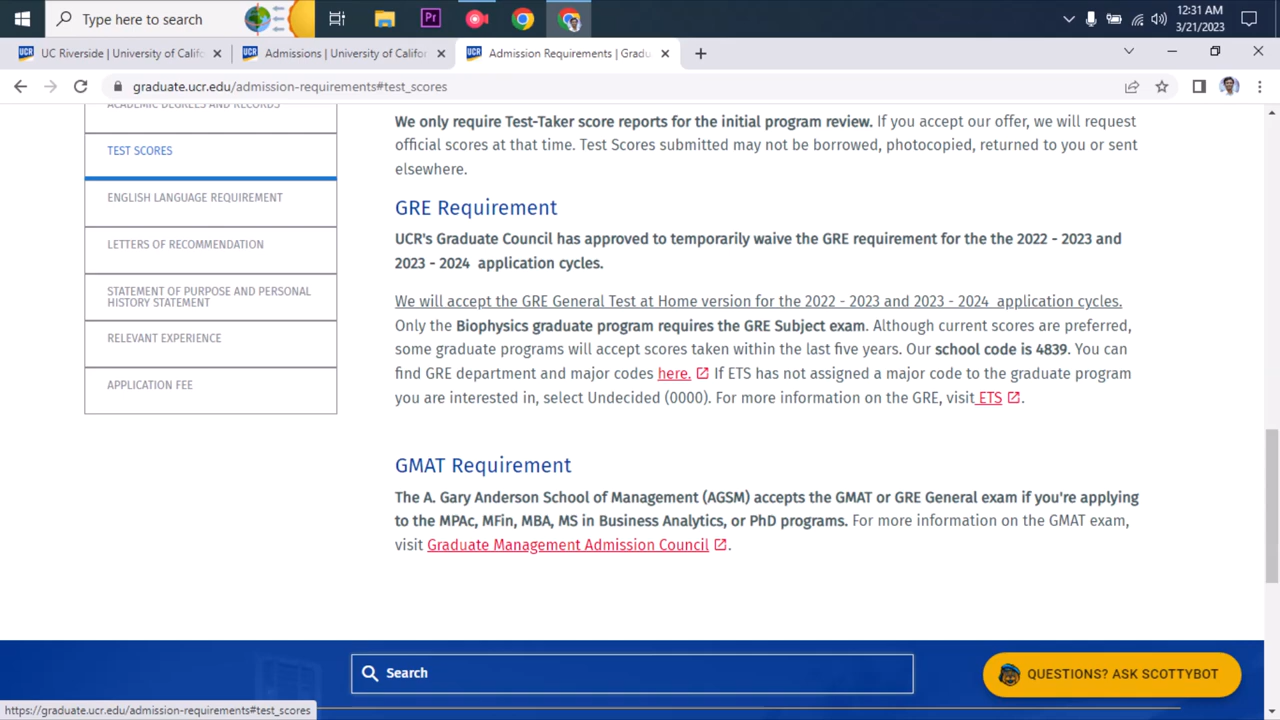 Type here to search
Pr
12:31 AM
3/21/2023
UCR
UC Riverside | University of Califo
UCR
Admissions | University of Califo
UCR
Admission Requirements | Gradu
graduate.ucr.edu/admission-requirements#test_scores
ACADEMIC DEGREES AND RECORDS
TEST SCORES
ENGLISH LANGUAGE REQUIREMENT
LETTERS OF RECOMMENDATION
STATEMENT OF PURPOSE AND PERSONAL
HISTORY STATEMENT
RELEVANT EXPERIENCE
APPLICATION FEE
We only require Test-Taker score reports for the initial program review. If you accept our offer, we will request
official scores at that time. Test Scores submitted may not be borrowed, photocopied, returned to you or sent
elsewhere.
GRE Requirement
UCR's Graduate Council has approved to temporarily waive the GRE requirement for the the 2022 - 2023 and
2023 - 2024 application cycles.
We will accept the GRE General Test at Home version for the 2022 - 2023 and 2023 - 2024 application cycles.
Only the Biophysics graduate program requires the GRE Subject exam. Although current scores are preferred,
some graduate programs will accept scores taken within the last five years. Our school code is 4839. You can
find GRE department and major codes here. If ETS has not assigned a major code to the graduate program
you are interested in, select Undecided (0000). For more information on the GRE, visit ETS.
GMAT Requirement
The A. Gary Anderson School of Management (AGSM) accepts the GMAT or GRE General exam if you're applying
to the MPAc, MFin, MBA, MS in Business Analytics, or PhD programs. For more information on the GMAT exam,
visit Graduate Management Admission Council.
Search
QUESTIONS? ASK SCOTTYBOT
https://graduate.ucr.edu/admission-requirements#test_scores